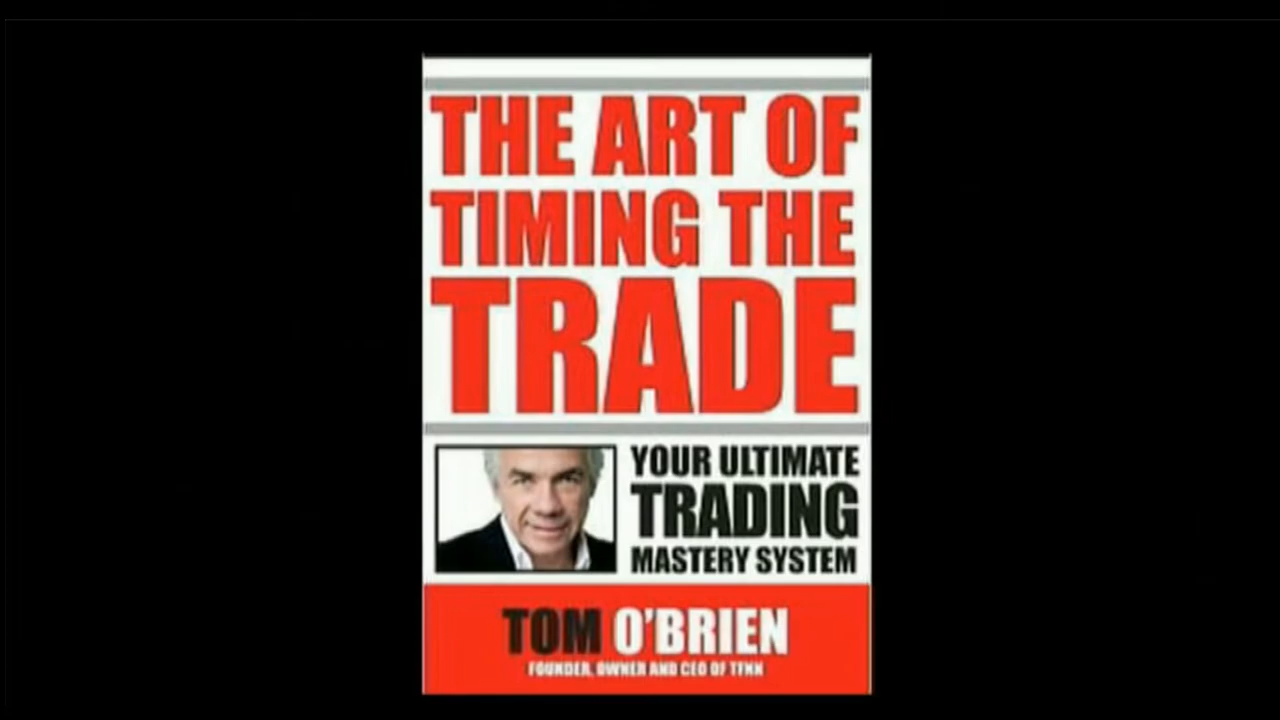 THE ART OF
TIMING THE
TRADE
YOUR ULTIMATE
TRADING
MASTERY SYSTEM
TOM O'BRIEN
FOUNDER, OWNER AND CEO OF TFNN